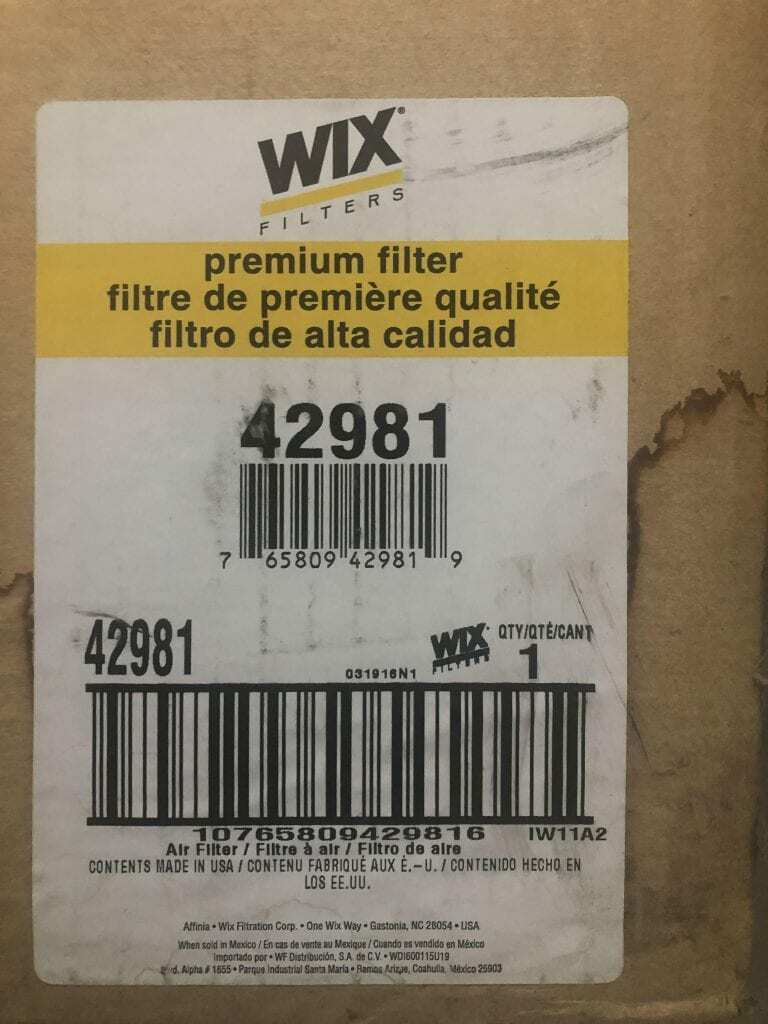 WIX®
FILTERS
premium filter
filtre de première qualité
filtro de alta calidad
42981
7 65809 42981 9
42981
031916N1
WIX
FILTERS
QTY/QTÉ/CANT
1
10765809429816 IW11A2
Air Filter / Filtre à air / Filtro de aire
CONTENTS MADE IN USA / CONTENU FABRIQUÉ AUX É.-U. / CONTENIDO HECHO EN
LOS EE.UU.
Affinia • Wix Filtration Corp. • One Wix Way • Gastonia, NC 28054 • USA
When sold in Mexico / En cas de vente au Mexique / Cuando es vendido en México
Importado por • WF Distribución, S.A. de C.V. • WDI600115U19
Alpha # 1655 • Parque Industrial Santa María • Ramos Arizpe, Coahuila, México 25903